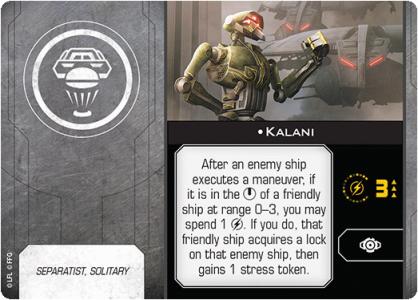 • KALANI
After an enemy ship
executes a maneuver, if
it is in the of a friendly
ship at range 0–3, you may
spend 1 . If you do, that
friendly ship acquires a lock
on that enemy ship, then
gains 1 stress token.
3
SEPARATIST, SOLITARY
© LFL © FFG